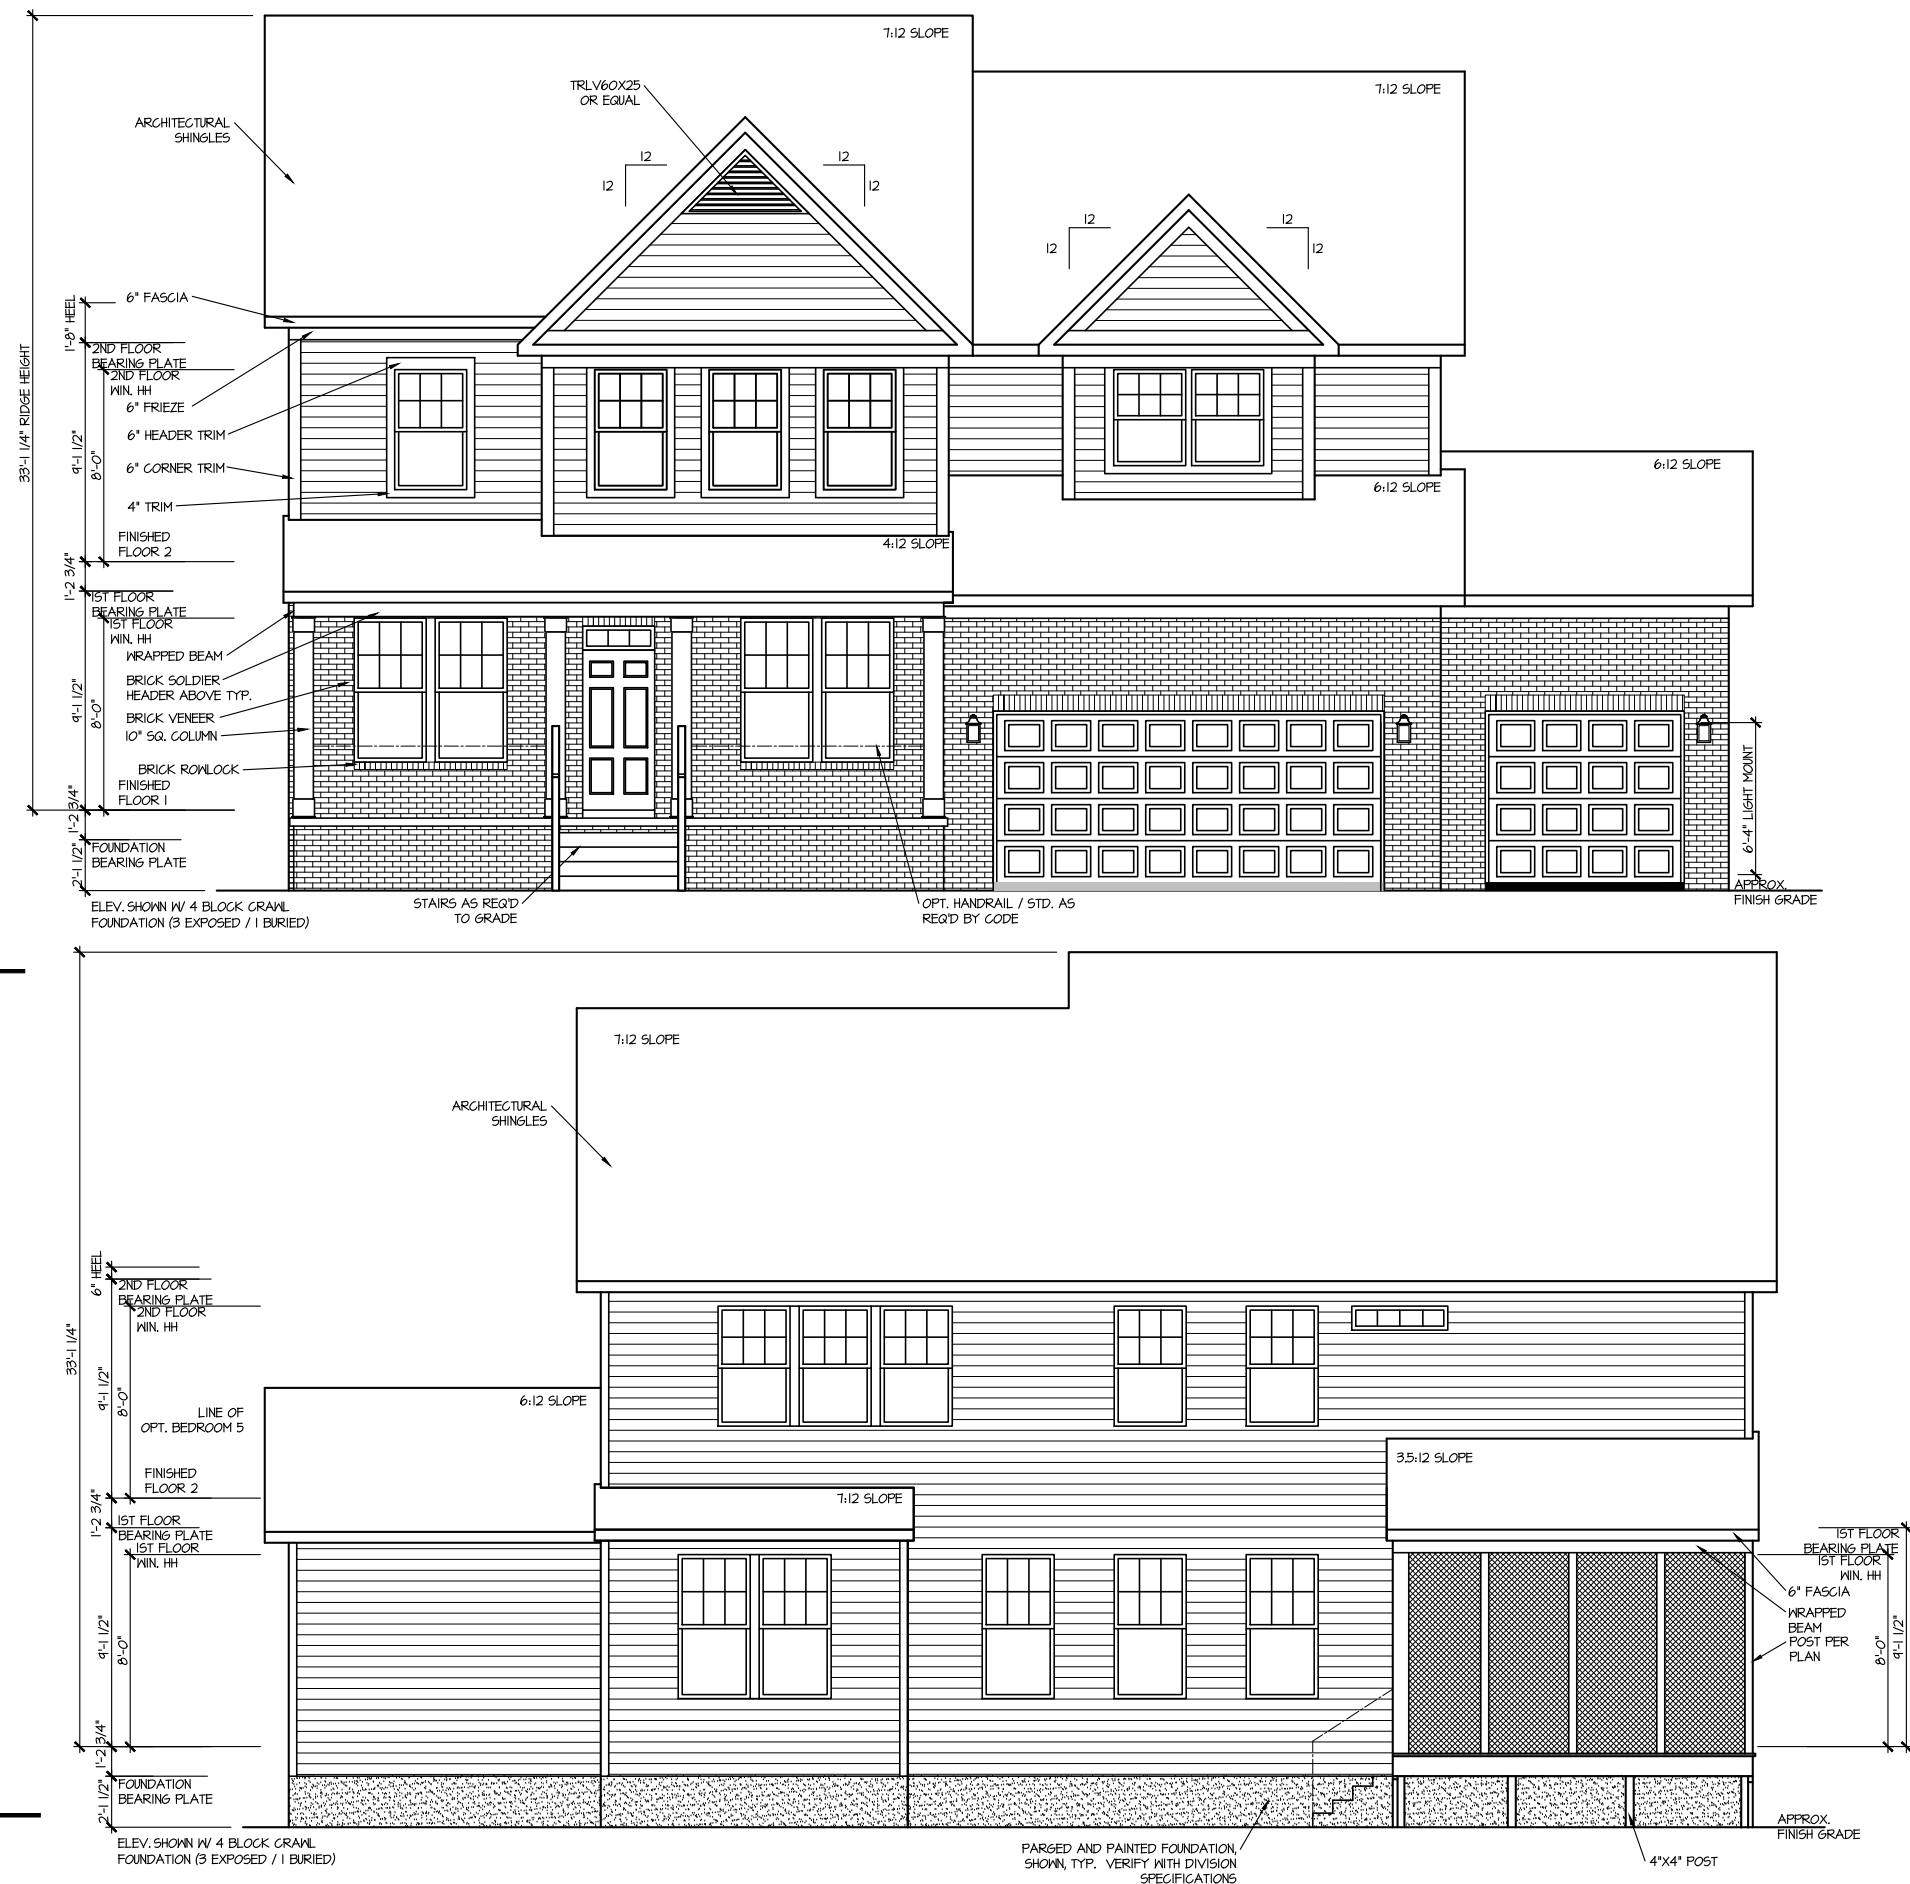 7:12 SLOPE
TRLV60X25
OR EQUAL
7:12 SLOPE
ARCHITECTURAL
SHINGLES
12
12
12
12
12
12
12
12
6" FASCIA
1'-8" HEEL
2ND FLOOR
BEARING PLATE
2ND FLOOR
WIN. HH
33'-1 1/4" RIDGE HEIGHT
6" FRIEZE
6" HEADER TRIM
9'-1 1/2"
8'-0"
6" CORNER TRIM
4" TRIM
6:12 SLOPE
6:12 SLOPE
FINISHED
FLOOR 2
4:12 SLOPE
1'-2 3/4"
1ST FLOOR
BEARING PLATE
1ST FLOOR
WIN. HH
WRAPPED BEAM
BRICK SOLDIER
HEADER ABOVE TYP.
9'-1 1/2"
8'-0"
BRICK VENEER
10" SQ. COLUMN
BRICK ROWLOCK
FINISHED
FLOOR 1
1'-2 3/4"
6'-4" LIGHT MOUNT
FOUNDATION
BEARING PLATE
2'-1 1/2"
APPROX.
FINISH GRADE
ELEV. SHOWN W/ 4 BLOCK CRAWL
FOUNDATION (3 EXPOSED / 1 BURIED)
STAIRS AS REQ'D
TO GRADE
OPT. HANDRAIL / STD. AS
REQ'D BY CODE
7:12 SLOPE
ARCHITECTURAL
SHINGLES
6" HEEL
2ND FLOOR
BEARING PLATE
2ND FLOOR
WIN. HH
33'-1 1/4"
9'-1 1/2"
8'-0"
6:12 SLOPE
LINE OF
OPT. BEDROOM 5
3.5:12 SLOPE
FINISHED
FLOOR 2
7:12 SLOPE
1'-2 3/4"
1ST FLOOR
BEARING PLATE
1ST FLOOR
WIN. HH
1ST FLOOR
BEARING PLATE
1ST FLOOR
WIN. HH
6" FASCIA
WRAPPED
BEAM
POST PER
PLAN
9'-1 1/2"
8'-0"
8'-0"
9'-1 1/2"
1'-2 3/4"
FOUNDATION
BEARING PLATE
2'-1 1/2"
APPROX.
FINISH GRADE
ELEV. SHOWN W/ 4 BLOCK CRAWL
FOUNDATION (3 EXPOSED / 1 BURIED)
PARGED AND PAINTED FOUNDATION,
SHOWN, TYP. VERIFY WITH DIVISION
SPECIFICATIONS
4"X4" POST